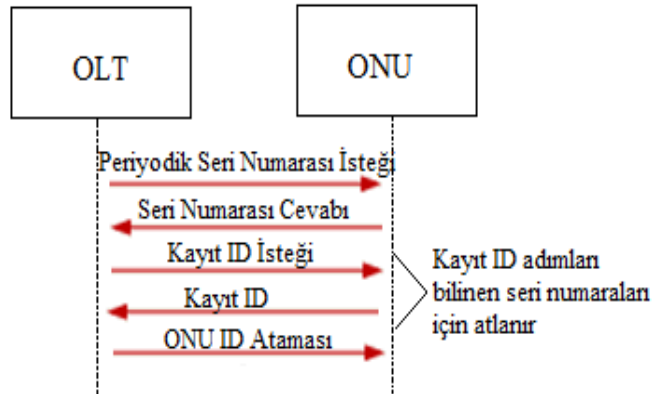 OLT
ONU
Periyodik Seri Numarası İsteği
Seri Numarası Cevabı
Kayıt ID İsteği
Kayıt ID
ONU ID Ataması
Kayıt ID adımları
bilinen seri numaraları
için atlanır